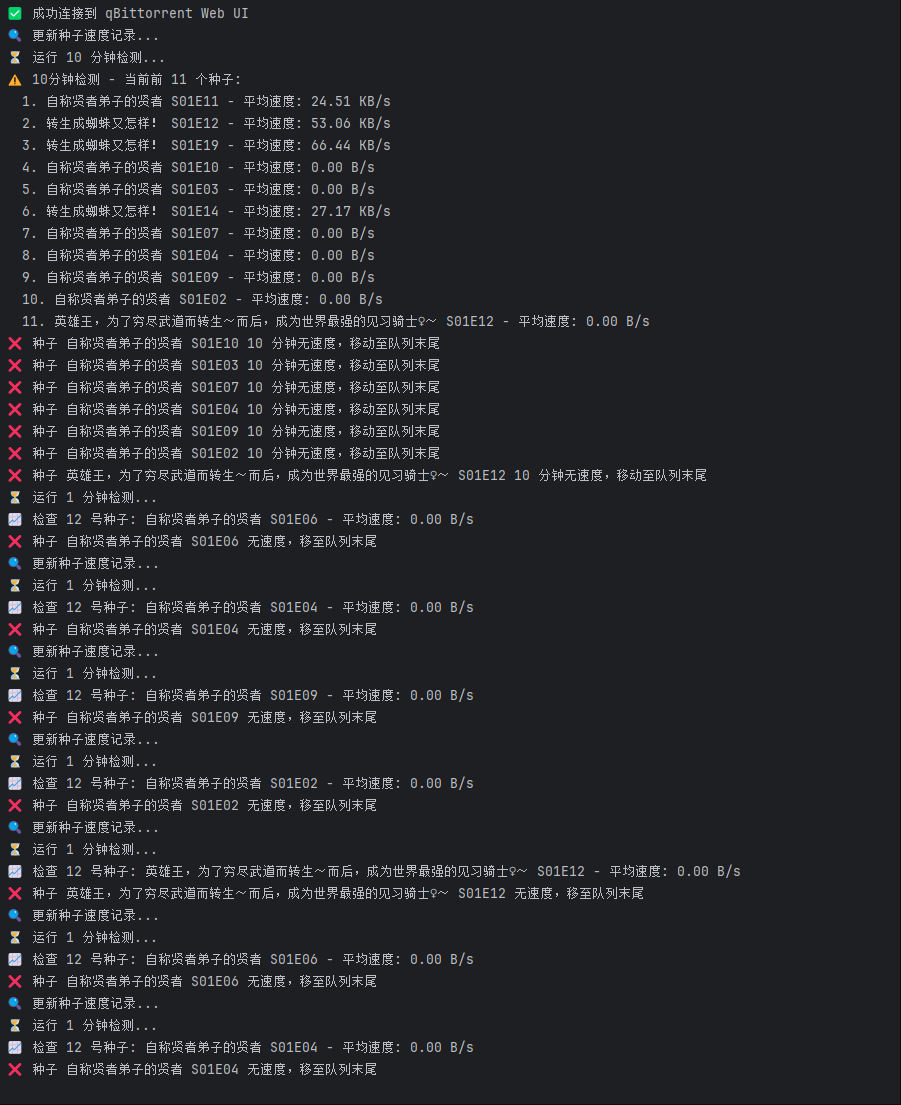 ✅ 成功连接到 qBittorrent Web UI
🔍 更新种子速度记录...
⏳ 运行 10 分钟检测...
⚠️ 10分钟检测 - 当前前 11 个种子:
1. 自称贤者弟子的贤者 S01E11 - 平均速度: 24.51 KB/s
2. 转生成蜘蛛又怎样! S01E12 - 平均速度: 53.06 KB/s
3. 转生成蜘蛛又怎样! S01E19 - 平均速度: 66.44 KB/s
4. 自称贤者弟子的贤者 S01E10 - 平均速度: 0.00 B/s
5. 自称贤者弟子的贤者 S01E03 - 平均速度: 0.00 B/s
6. 转生成蜘蛛又怎样! S01E14 - 平均速度: 27.17 KB/s
7. 自称贤者弟子的贤者 S01E07 - 平均速度: 0.00 B/s
8. 自称贤者弟子的贤者 S01E04 - 平均速度: 0.00 B/s
9. 自称贤者弟子的贤者 S01E09 - 平均速度: 0.00 B/s
10. 自称贤者弟子的贤者 S01E02 - 平均速度: 0.00 B/s
11. 英雄王，为了穷尽武道而转生～而后，成为世界最强的见习骑士♀～ S01E12 - 平均速度: 0.00 B/s
❌ 种子 自称贤者弟子的贤者 S01E10 10 分钟无速度，移动至队列末尾
❌ 种子 自称贤者弟子的贤者 S01E03 10 分钟无速度，移动至队列末尾
❌ 种子 自称贤者弟子的贤者 S01E07 10 分钟无速度，移动至队列末尾
❌ 种子 自称贤者弟子的贤者 S01E04 10 分钟无速度，移动至队列末尾
❌ 种子 自称贤者弟子的贤者 S01E09 10 分钟无速度，移动至队列末尾
❌ 种子 自称贤者弟子的贤者 S01E02 10 分钟无速度，移动至队列末尾
❌ 种子 英雄王，为了穷尽武道而转生～而后，成为世界最强的见习骑士♀～ S01E12 10 分钟无速度，移动至队列末尾
⏳ 运行 1 分钟检测...
📈 检查 12 号种子: 自称贤者弟子的贤者 S01E06 - 平均速度: 0.00 B/s
❌ 种子 自称贤者弟子的贤者 S01E06 无速度，移至队列末尾
🔍 更新种子速度记录...
⏳ 运行 1 分钟检测...
📈 检查 12 号种子: 自称贤者弟子的贤者 S01E04 - 平均速度: 0.00 B/s
❌ 种子 自称贤者弟子的贤者 S01E04 无速度，移至队列末尾
🔍 更新种子速度记录...
⏳ 运行 1 分钟检测...
📈 检查 12 号种子: 自称贤者弟子的贤者 S01E09 - 平均速度: 0.00 B/s
❌ 种子 自称贤者弟子的贤者 S01E09 无速度，移至队列末尾
🔍 更新种子速度记录...
⏳ 运行 1 分钟检测...
📈 检查 12 号种子: 自称贤者弟子的贤者 S01E02 - 平均速度: 0.00 B/s
❌ 种子 自称贤者弟子的贤者 S01E02 无速度，移至队列末尾
🔍 更新种子速度记录...
⏳ 运行 1 分钟检测...
📈 检查 12 号种子: 英雄王，为了穷尽武道而转生～而后，成为世界最强的见习骑士♀～ S01E12 - 平均速度: 0.00 B/s
❌ 种子 英雄王，为了穷尽武道而转生～而后，成为世界最强的见习骑士♀～ S01E12 无速度，移至队列末尾
🔍 更新种子速度记录...
⏳ 运行 1 分钟检测...
📈 检查 12 号种子: 自称贤者弟子的贤者 S01E06 - 平均速度: 0.00 B/s
❌ 种子 自称贤者弟子的贤者 S01E06 无速度，移至队列末尾
🔍 更新种子速度记录...
⏳ 运行 1 分钟检测...
📈 检查 12 号种子: 自称贤者弟子的贤者 S01E04 - 平均速度: 0.00 B/s
❌ 种子 自称贤者弟子的贤者 S01E04 无速度，移至队列末尾